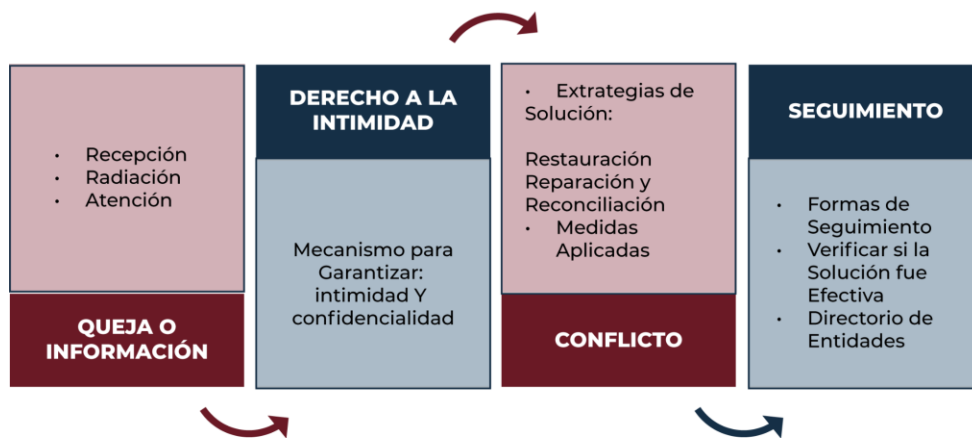 • Recepción
• Radiación
• Atención
QUEJA O
INFORMACIÓN
DERECHO A LA
INTIMIDAD
Mecanismo para
Garantizar:
intimidad Y
confidencialidad
• Extrategias de
Solución:
Restauración
Reparación y
Reconciliación
• Medidas
Aplicadas
CONFLICTO
SEGUIMIENTO
• Formas de
Seguimiento
• Verificar si la
Solución fue
Efectiva
• Directorio de
Entidades